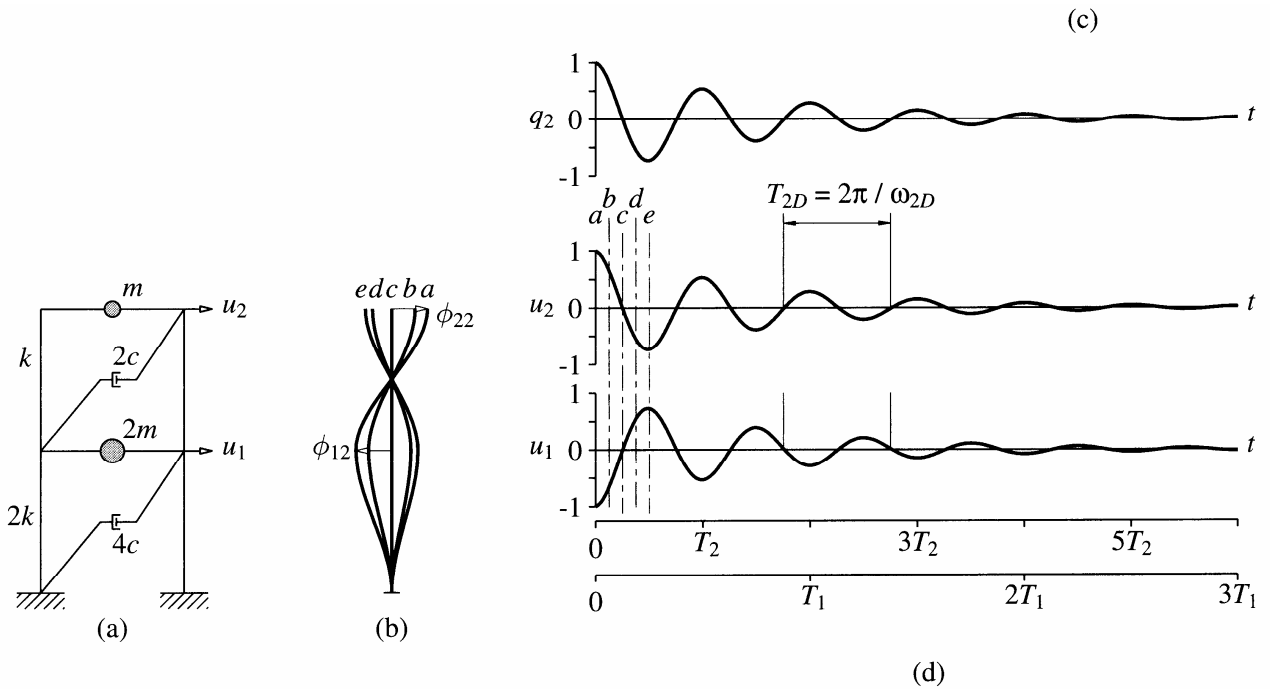 (c)
1
q2 0 t
-1
a b c d e
T2D = 2π / ω2D
1
u2 0 t
-1
1
u1 0 t
-1
0 T2 3T2 5T2
0 T1 2T1 3T1
(d)
m u2
k
2c
2m u1
2k
4c
(a)
e d c b a
ϕ22
ϕ12
(b)